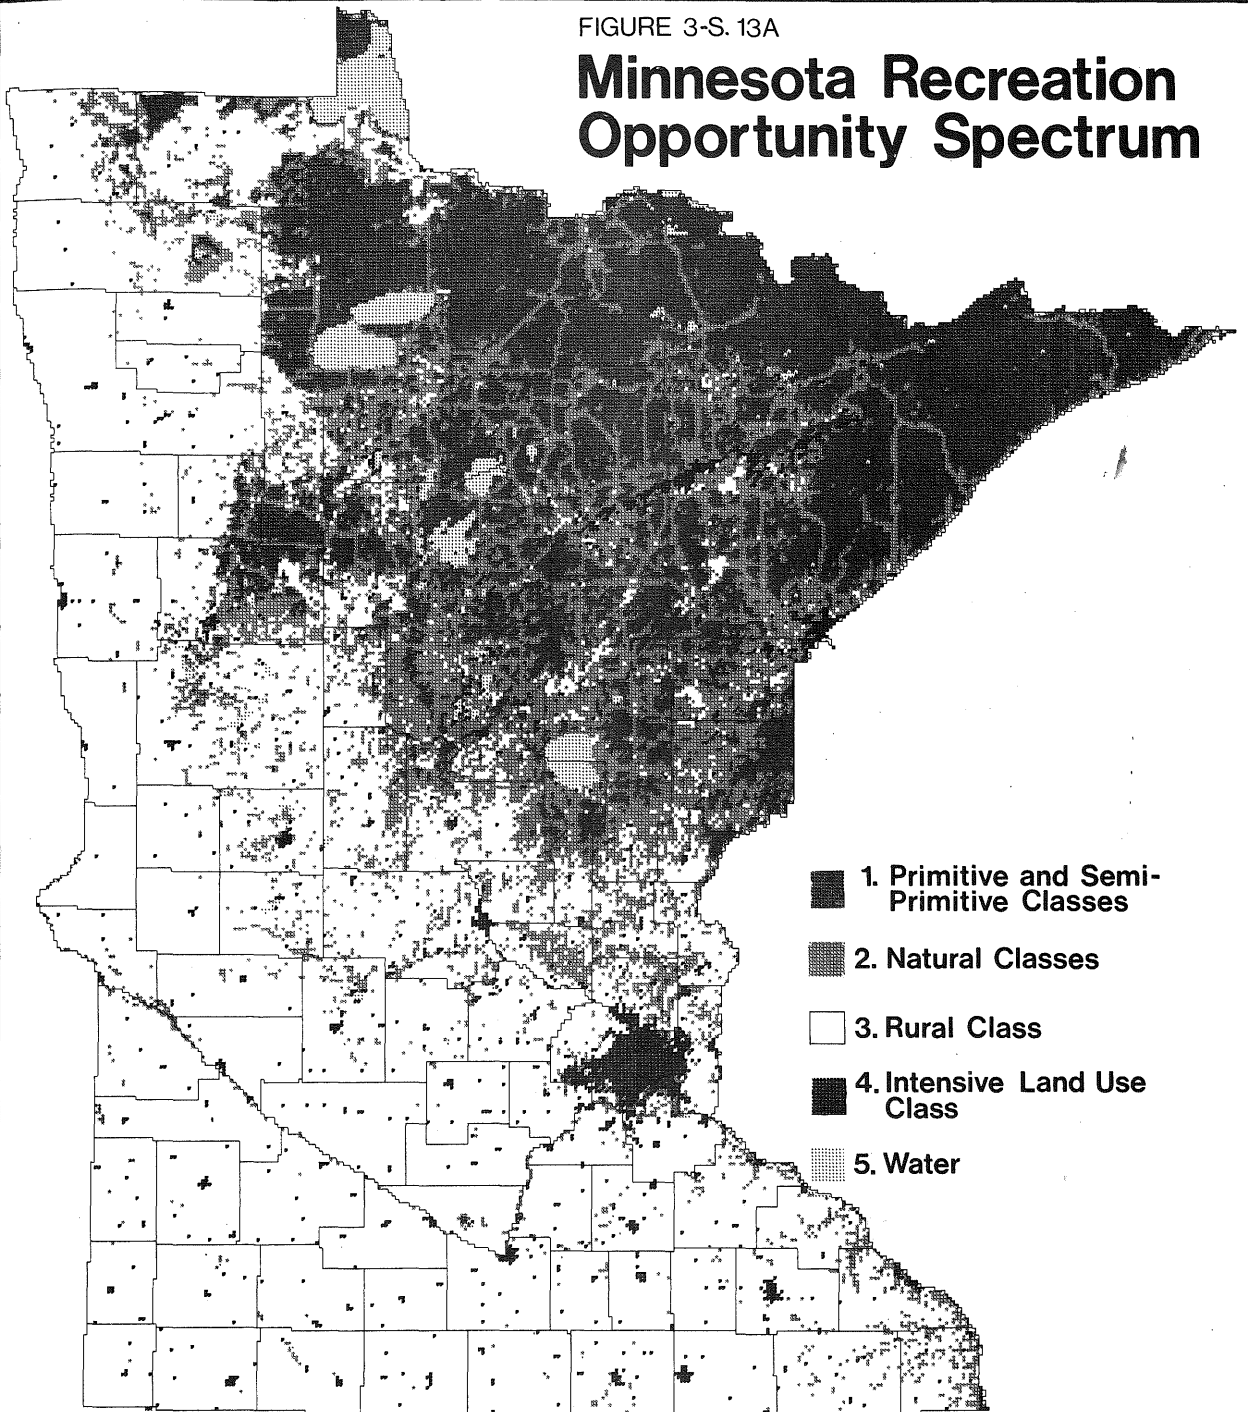 FIGURE 3-S. 13A
Minnesota Recreation
Opportunity Spectrum
1. Primitive and Semi-
Primitive Classes
2. Natural Classes
3. Rural Class
4. Intensive Land Use
Class
5. Water